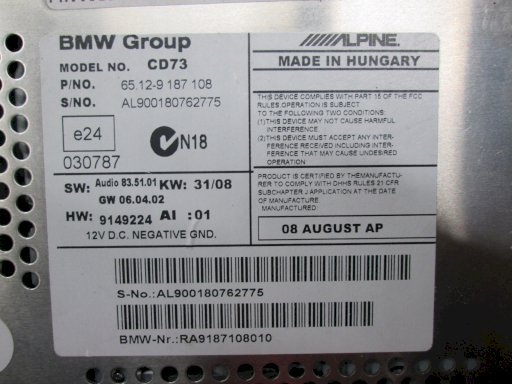 BMW Group
MODEL NO. CD73
P/NO. 65.12-9 187 108
S/NO. AL900180762775
e24
N18
030787
SW: Audio 83.51.01 KW: 31/08
GW 06.04.02
HW: 9149224 AI : 01
12V D.C. NEGATIVE GND.
ALPINE
MADE IN HUNGARY
THIS DEVICE COMPLIES WITH PART 15 OF THE FCC
RULES OPERATION IS SUBJECT
TO THE FOLLOWING TWO CONDITIONS:
(1)THIS DEVICE MAY NOT CAUSE HARMFUL
INTERFERENCE
(2)THIS DEVICE MUST ACCEPT ANY INTER-
FERENCE RECEIVED INCLUDING INTER-
FERENCE THAT MAY CAUSE UNDESIRED
OPERATION
PRODUCT IS CERTIFIED BY THEMANUFACTU-
RER TO COMPLY WITH DHHS RULES 21 CFR
SUBCHAPTER J APPLICATION AT THE DATE
OF MANUFACTURE
MANUFACTURED:
08 AUGUST AP
S-No.:AL900180762775
BMW-Nr.:RA9187108010